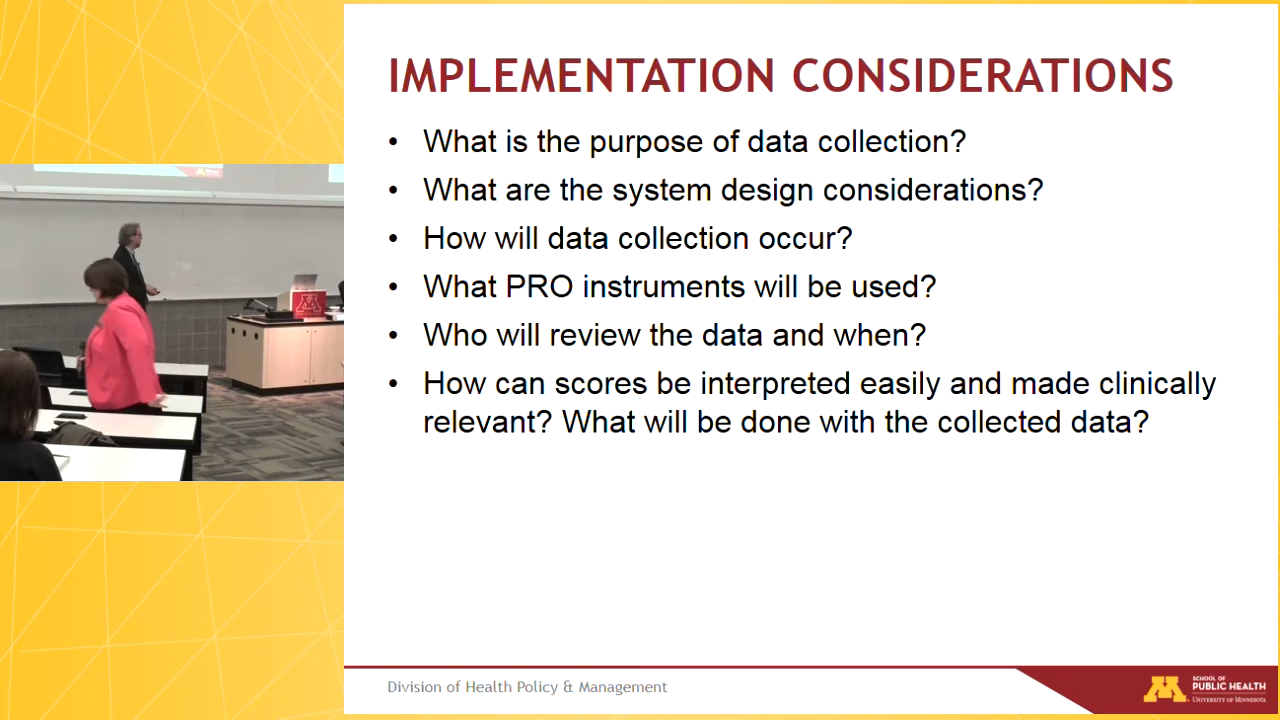 IMPLEMENTATION CONSIDERATIONS
• What is the purpose of data collection?
• What are the system design considerations?
• How will data collection occur?
• What PRO instruments will be used?
• Who will review the data and when?
• How can scores be interpreted easily and made clinically
relevant? What will be done with the collected data?
Division of Health Policy & Management
M
SCHOOL OF
PUBLIC HEALTH
UNIVERSITY OF MINNESOTA